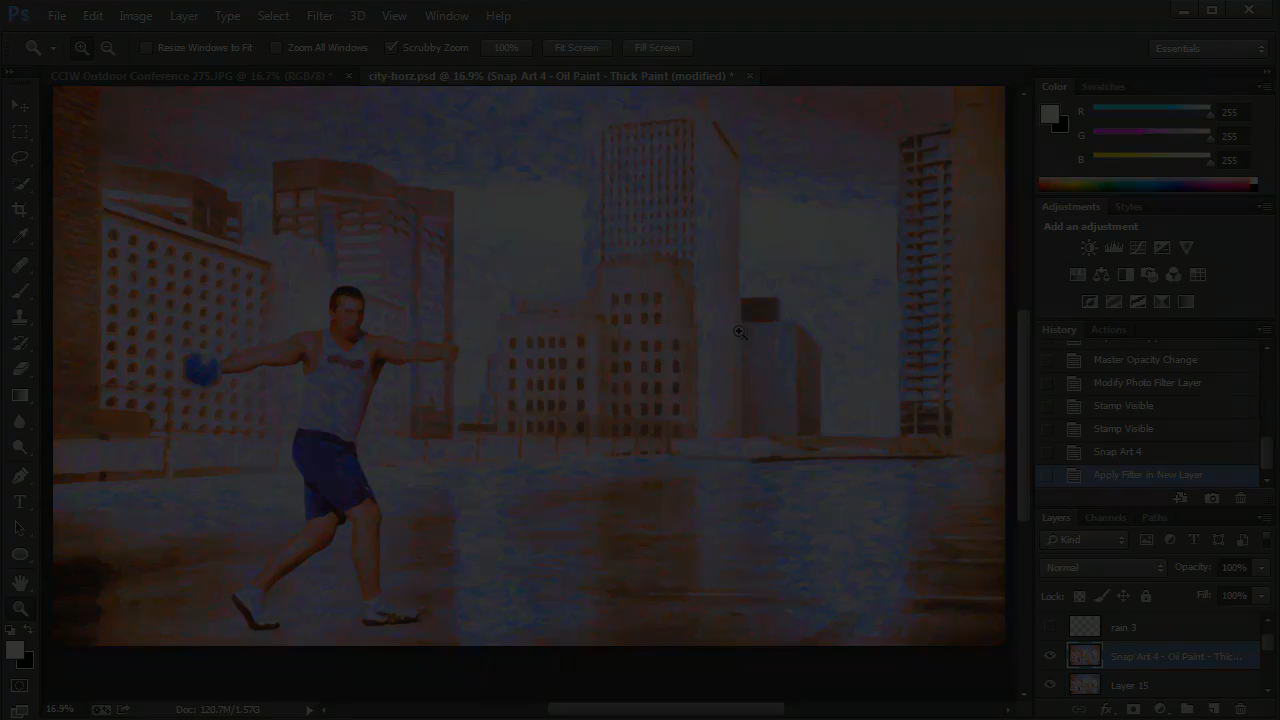 Ps File Edit Image Layer Type Select Filter 3D View Window Help
Resize Windows to Fit Zoom All Windows Scrubby Zoom 100% Fit Screen Fill Screen Essentials
CCIW Outdoor Conference 275.JPG @ 16.7% (RGB/8) * × city-horz.psd @ 16.9% (Snap Art 4 - Oil Paint - Thick Paint (modified) * ×
Color Swatches
R 255
G 255
B 255
Adjustments Styles
Add an adjustment
History Actions
Master Opacity Change
Modify Photo Filter Layer
Stamp Visible
Stamp Visible
Snap Art 4
Apply Filter in New Layer
Layers Channels Paths
Kind
Normal Opacity: 100%
Lock: Fill: 100%
rain 3
Snap Art 4 - Oil Paint - Thic...
Layer 15
16.9% Doc: 120.7M/1.57G